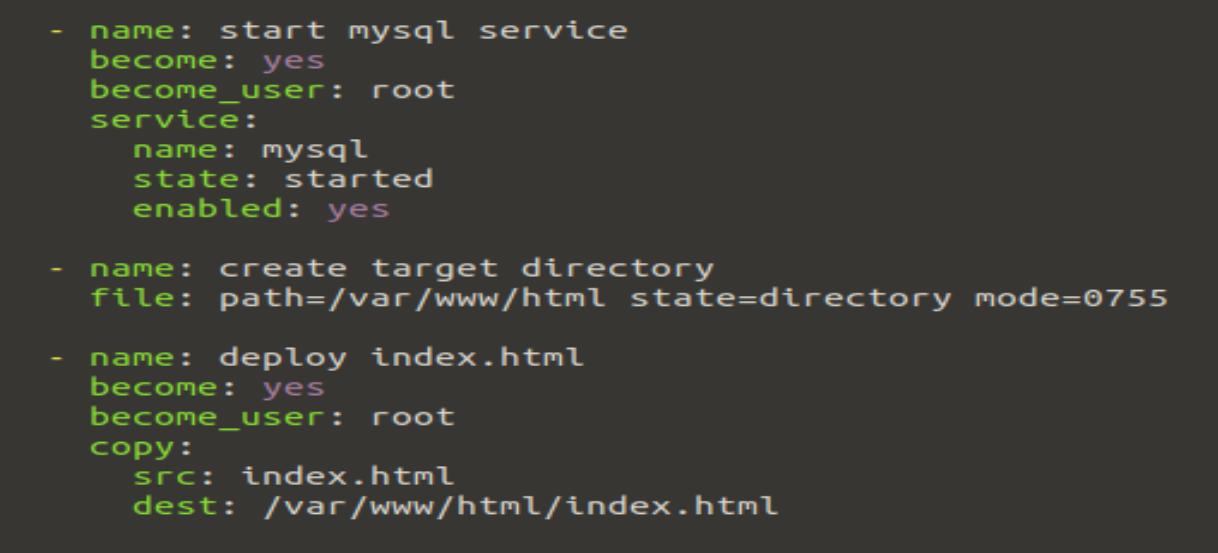 - name: start mysql service
  become: yes
  become_user: root
  service:
    name: mysql
    state: started
    enabled: yes
- name: create target directory
  file: path=/var/www/html state=directory mode=0755
- name: deploy index.html
  become: yes
  become_user: root
  copy:
    src: index.html
    dest: /var/www/html/index.html